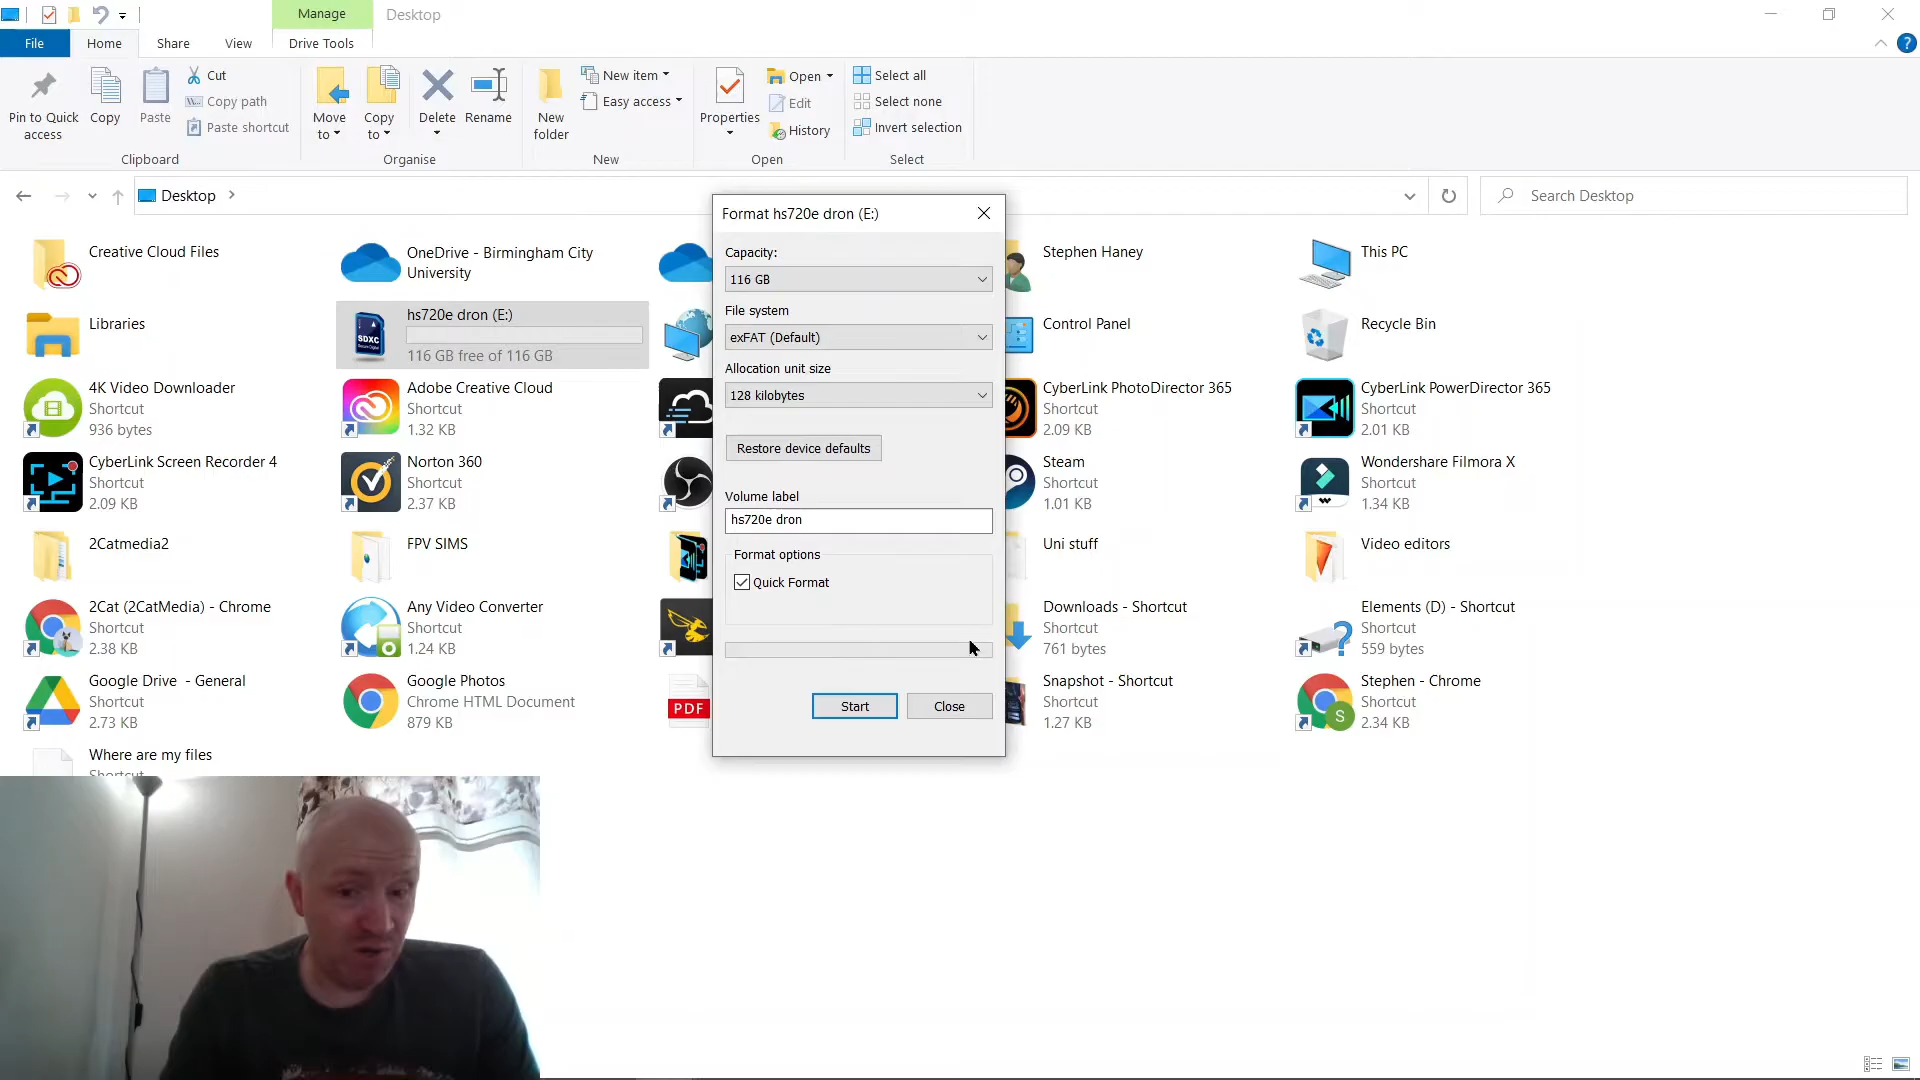 Manage
Desktop
File
Home
Share
View
Drive Tools
?
Pin to Quick
access
Copy
Paste
Cut
Copy path
Paste shortcut
Clipboard
Move
to
Copy
to
Delete
Rename
Organise
New
folder
New item
Easy access
New
Properties
Open
Edit
History
Open
Select all
Select none
Invert selection
Select
Desktop
Search Desktop
Creative Cloud Files
OneDrive - Birmingham City
University
Stephen Haney
This PC
Libraries
SDXC
hs720e dron (E:)
116 GB free of 116 GB
Control Panel
Recycle Bin
4K Video Downloader
Shortcut
936 bytes
Adobe Creative Cloud
Shortcut
1.32 KB
CyberLink PhotoDirector 365
Shortcut
2.09 KB
CyberLink PowerDirector 365
Shortcut
2.01 KB
CyberLink Screen Recorder 4
Shortcut
2.09 KB
Norton 360
Shortcut
2.37 KB
Steam
Shortcut
1.01 KB
Wondershare Filmora X
Shortcut
1.34 KB
2Catmedia2
FPV SIMS
Uni stuff
Video editors
2Cat (2CatMedia) - Chrome
Shortcut
2.38 KB
Any Video Converter
Shortcut
1.24 KB
Downloads - Shortcut
Shortcut
761 bytes
Elements (D) - Shortcut
Shortcut
559 bytes
Google Drive - General
Shortcut
2.73 KB
Google Photos
Chrome HTML Document
879 KB
PDF
Snapshot - Shortcut
Shortcut
1.27 KB
S
Stephen - Chrome
Shortcut
2.34 KB
Where are my files
Shortcut
Format hs720e dron (E:)
Capacity:
116 GB
File system
exFAT (Default)
Allocation unit size
128 kilobytes
Restore device defaults
Volume label
hs720e dron
Format options
Quick Format
Start
Close